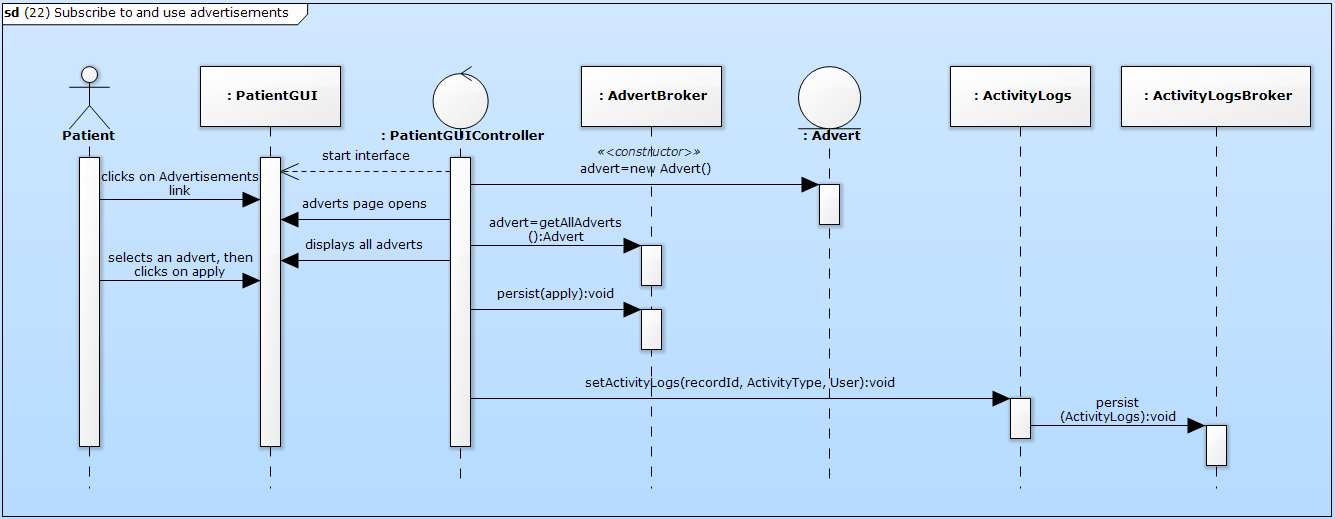 sd (22) Subscribe to and use advertisements
Patient
: PatientGUI
: PatientGUIController
: AdvertBroker
: Advert
: ActivityLogs
: ActivityLogsBroker
start interface
«<constructor>»
advert=new Advert()
clicks on Advertisements
link
adverts page opens
advert=getAllAdverts
():Advert
displays all adverts
selects an advert, then
clicks on apply
persist(apply):void
setActivityLogs(recordId, ActivityType, User):void
persist
(ActivityLogs):void